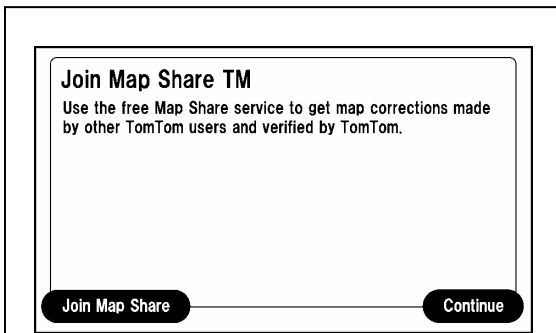 Join Map Share TM
Use the free Map Share service to get map corrections made
by other TomTom users and verified by TomTom.
Join Map Share
Continue